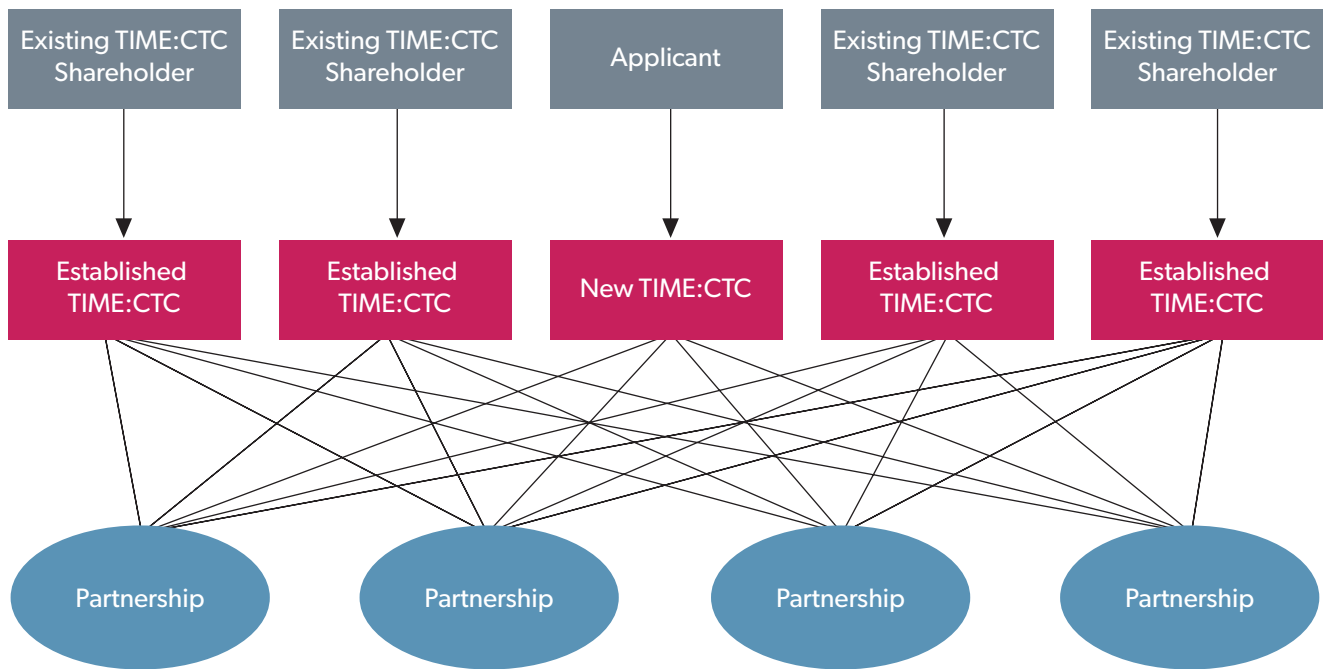 Existing TIME:CTC
Shareholder
Existing TIME:CTC
Shareholder
Applicant
Existing TIME:CTC
Shareholder
Existing TIME:CTC
Shareholder
Established
TIME:CTC
Established
TIME:CTC
New TIME:CTC
Established
TIME:CTC
Established
TIME:CTC
Partnership
Partnership
Partnership
Partnership